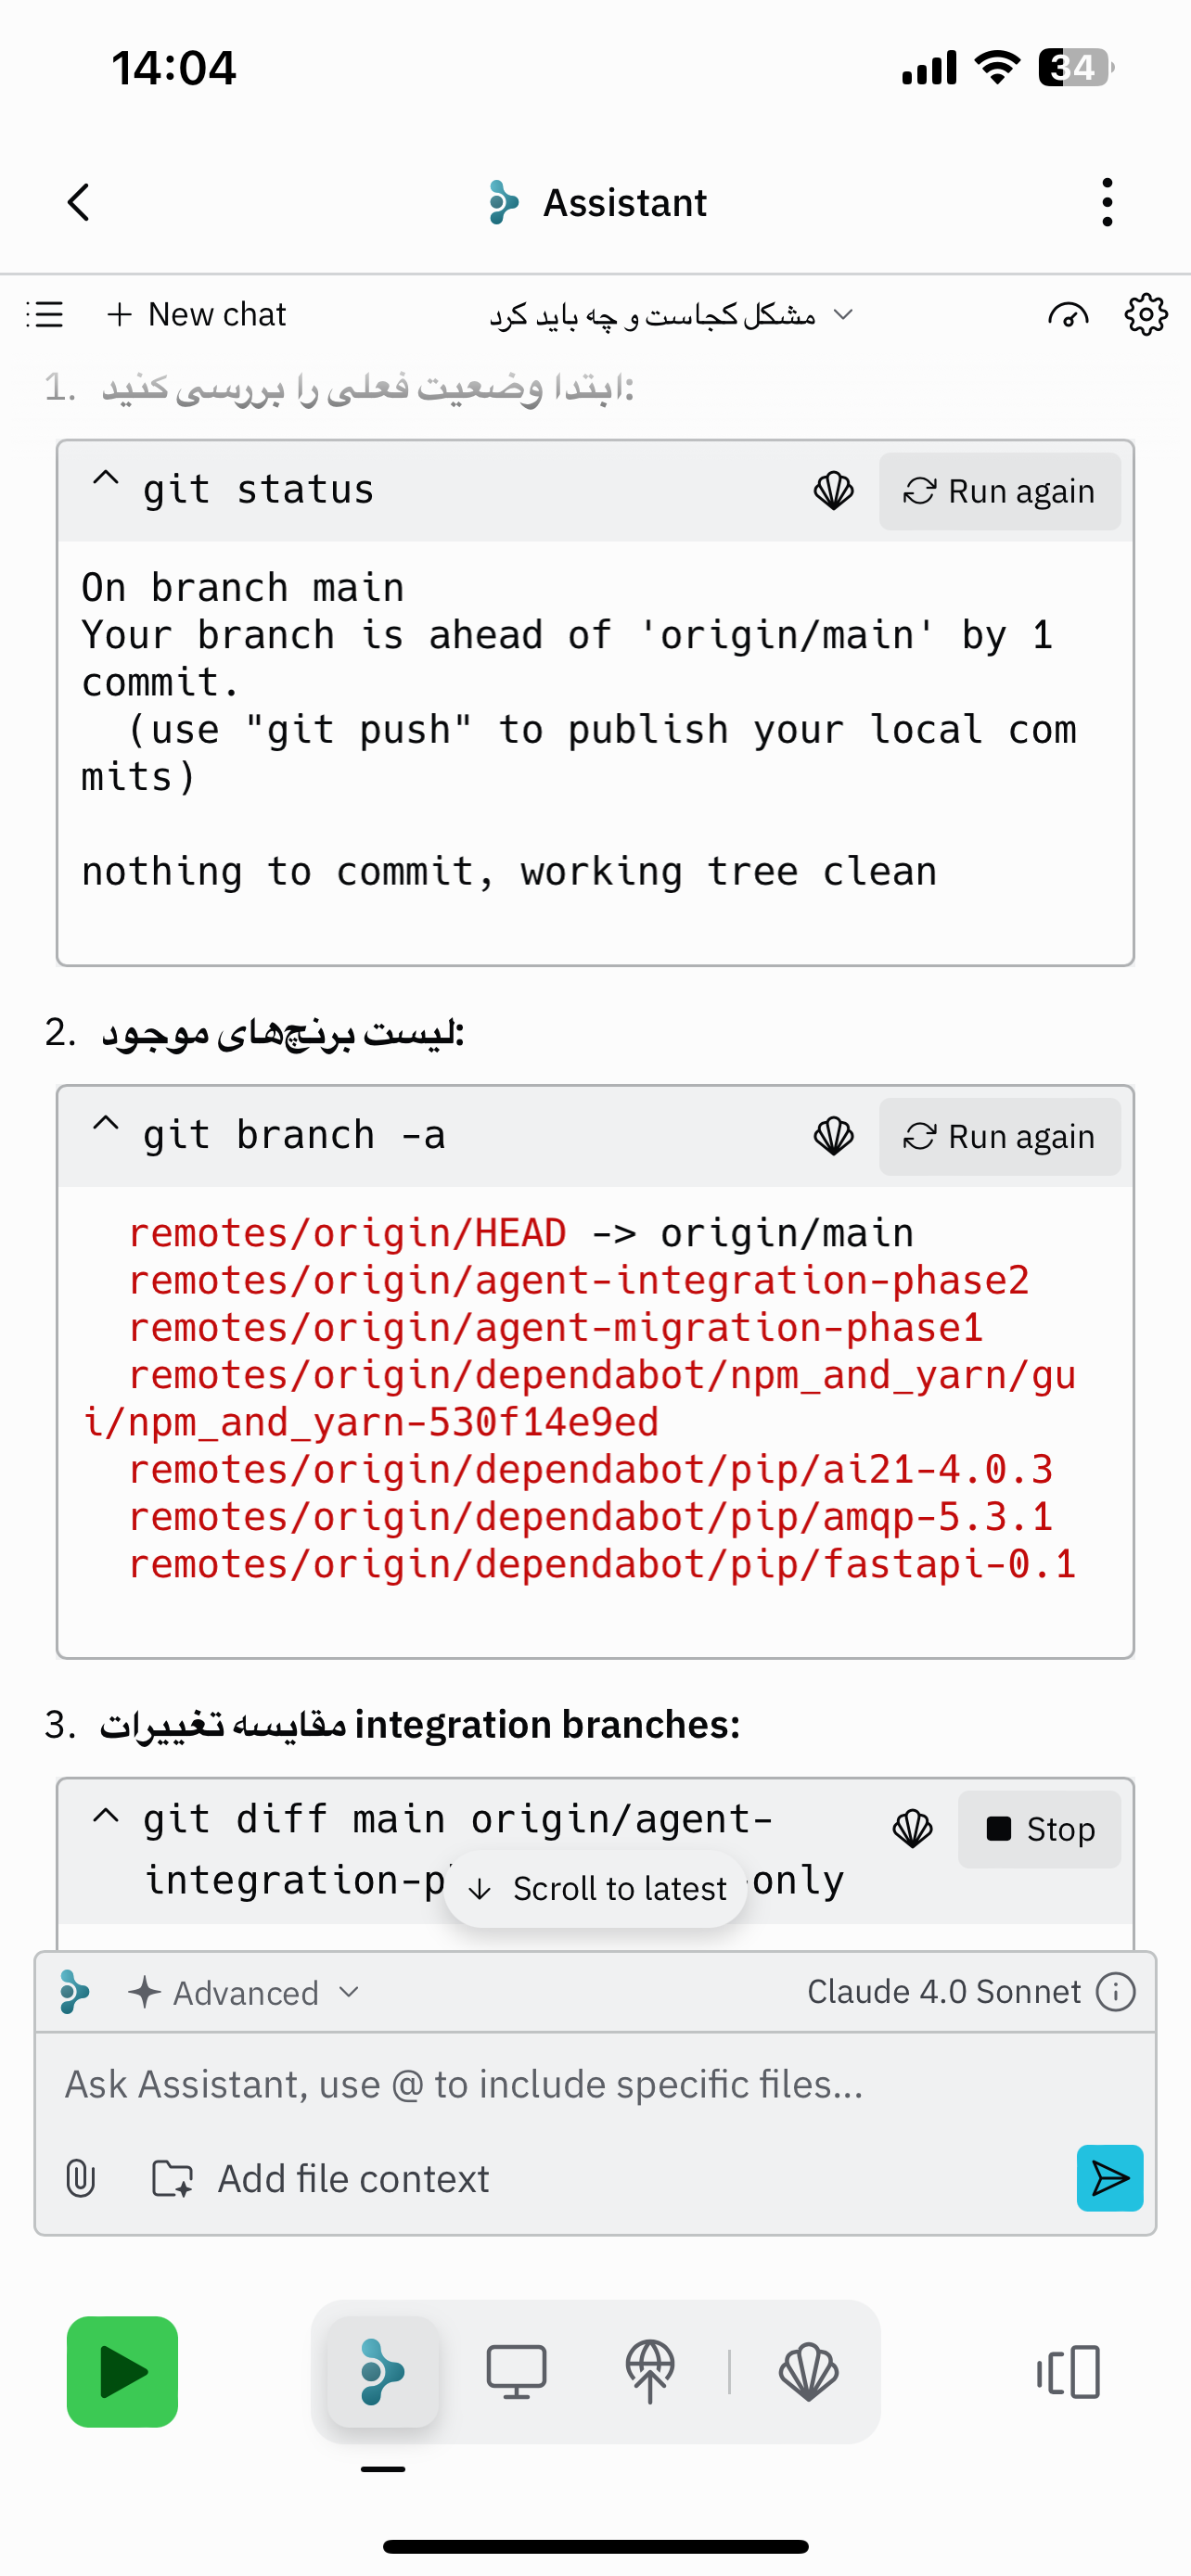 14:04
34
Assistant
New chat
مشکل کجاست و چه باید کرد
1. ابتدا وضعیت فعلی را بررسی کنید:
git status
Run again
On branch main
Your branch is ahead of 'origin/main' by 1
commit.
(use "git push" to publish your local com
mits)
nothing to commit, working tree clean
2. لیست برنچ‌های موجود:
git branch -a
Run again
remotes/origin/HEAD -> origin/main
remotes/origin/agent-integration-phase2
remotes/origin/agent-migration-phase1
remotes/origin/dependabot/npm_and_yarn/gu
i/npm_and_yarn-530f14e9ed
remotes/origin/dependabot/pip/ai21-4.0.3
remotes/origin/dependabot/pip/amqp-5.3.1
remotes/origin/dependabot/pip/fastapi-0.1
3. مقایسه تغییرات integration branches:
git diff main origin/agent-
Stop
integration-p
only
Scroll to latest
Advanced
Claude 4.0 Sonnet
Ask Assistant, use @ to include specific files...
Add file context